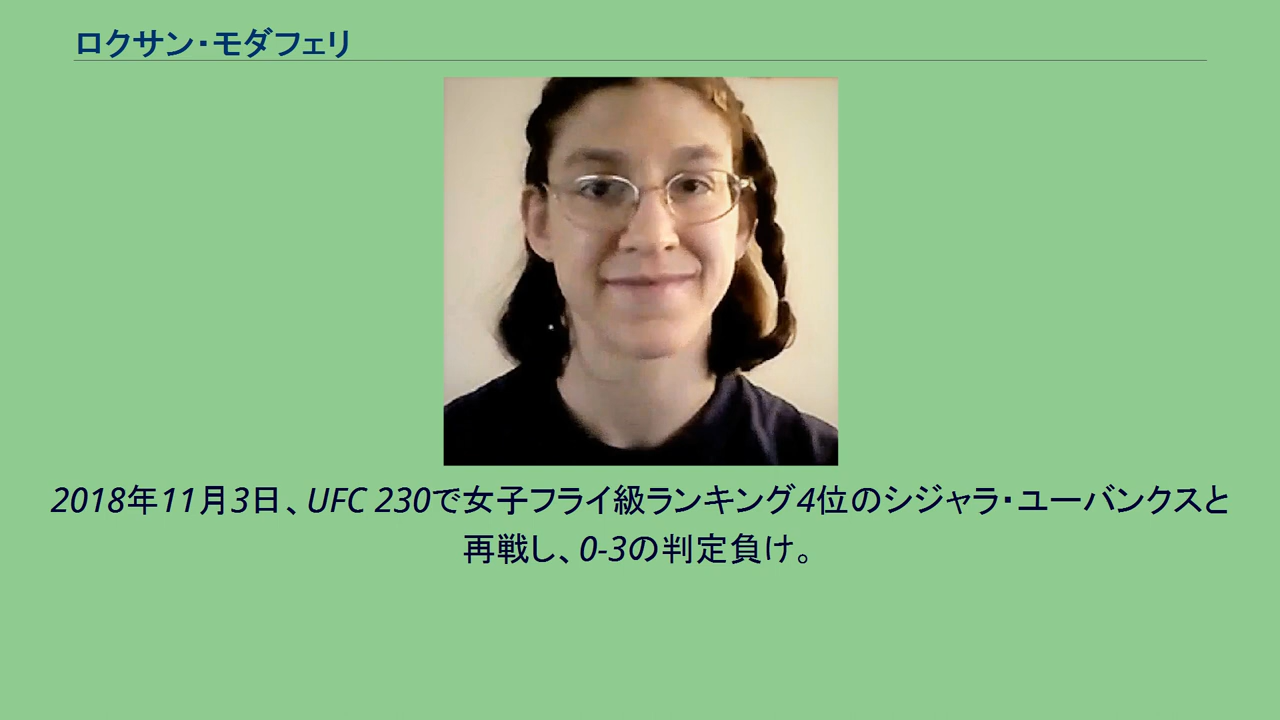 ロクサン・モダフェリ
2018年11月3日、UFC 230で女子フライ級ランキング4位のシジャラ・ユーバンクスと
再戦し、0-3の判定負け。